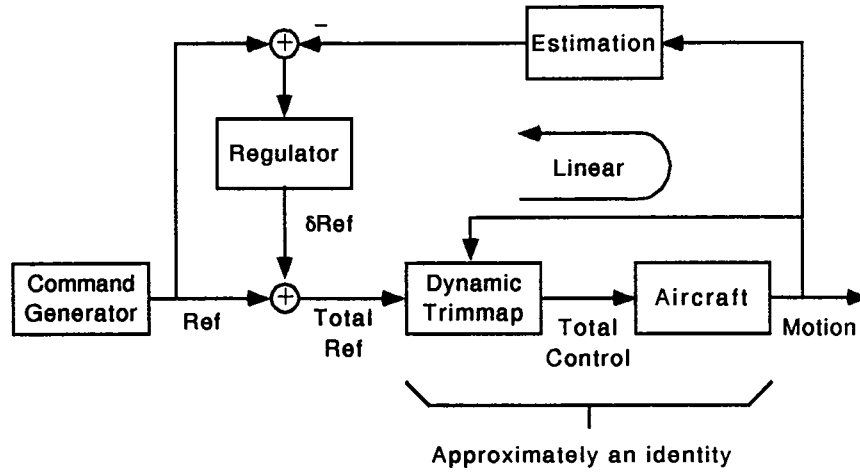 −
Estimation
+
Regulator
Linear
δRef
Command
Generator
Ref
+
Total
Ref
Dynamic
Trimmap
Total
Control
Aircraft
Motion
Approximately an identity